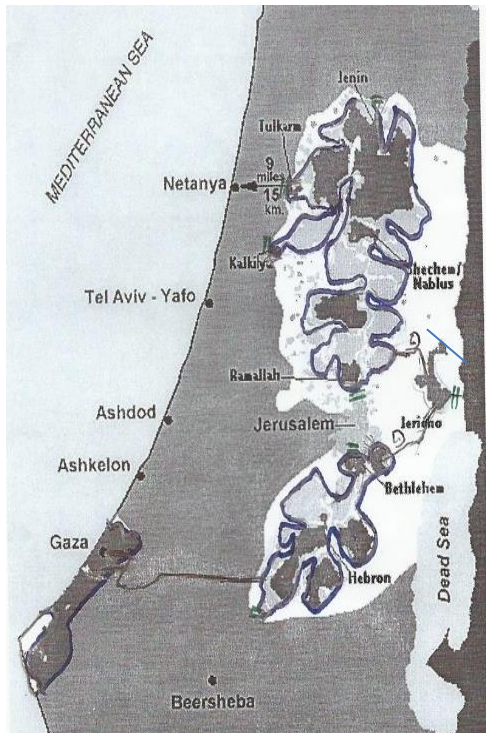 MEDITERRANEAN SEA
Jenin
Tulkarm
9
miles
15
km.
Netanya
Kalkily
Shechem/
Nablus
Tel Aviv - Yafo
Ramallah
Ashdod
Jerusalem
Jericho
Ashkelon
Bethlehem
Gaza
Hebron
Dead Sea
Beersheba